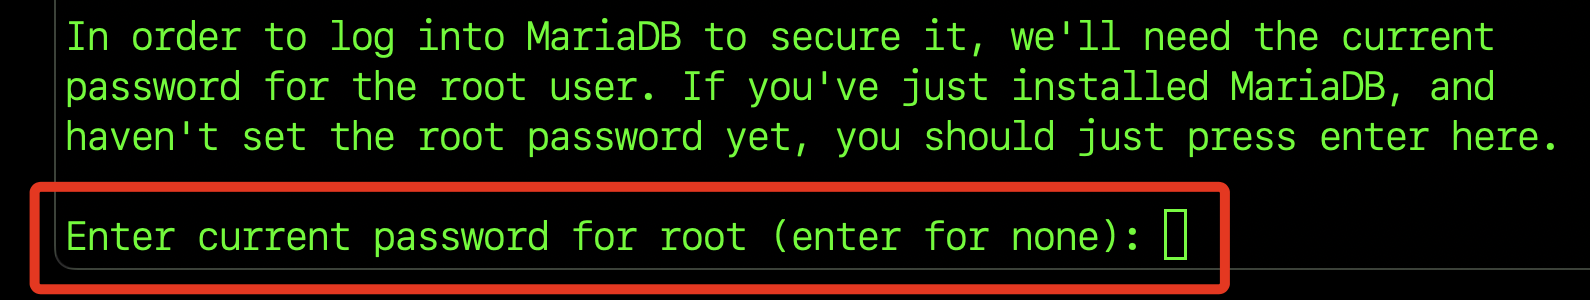 In order to log into MariaDB to secure it, we'll need the current
password for the root user. If you've just installed MariaDB, and
haven't set the root password yet, you should just press enter here.
Enter current password for root (enter for none):